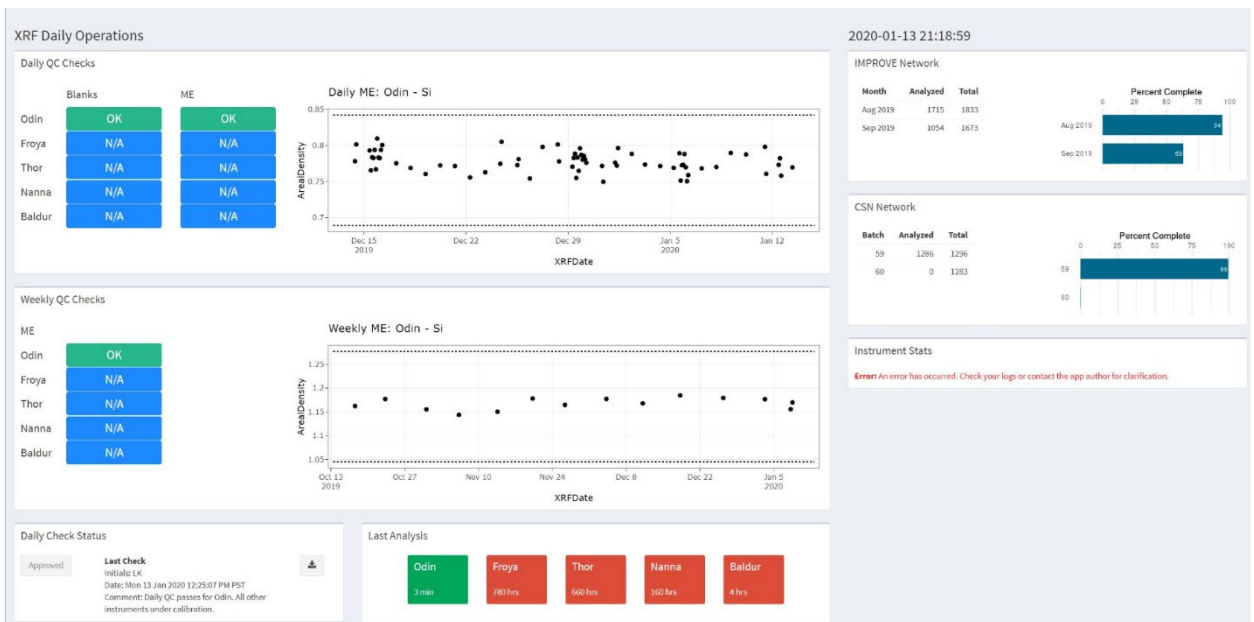 XRF Daily Operations
2020-01-13 21:18:59
Daily QC Checks
Blanks ME
Odin OK OK
Froya N/A N/A
Thor N/A N/A
Nanna N/A N/A
Baldur N/A N/A
Daily ME: Odin - Si
ArealDensity
0.85
0.8
0.75
0.7
Dec 15 Dec 22 Dec 29 Jan 5 Jan 12
2019 2020
XRFDate
IMPROVE Network
Month Analyzed Total
Aug 2019 1715 1833
Sep 2019 1054 1673
Percent Complete
0 25 50 75 100
Aug 2019 94
Sep 2019 63
CSN Network
Batch Analyzed Total
59 1286 1296
60 0 1283
Percent Complete
0 25 50 75 100
59 99
60
Instrument Stats
Error: An error has occurred. Check your logs or contact the app author for clarification.
Weekly QC Checks
ME
Odin OK
Froya N/A
Thor N/A
Nanna N/A
Baldur N/A
Weekly ME: Odin - Si
ArealDensity
1.25
1.2
1.15
1.1
1.05
Oct 13 Oct 27 Nov 10 Nov 24 Dec 8 Dec 22 Jan 5
2019 2020
XRFDate
Daily Check Status
Approved
Last Check
Initials: LK
Date: Mon 13 Jan 2020 12:25:07 PM PST
Comment: Daily QC passes for Odin. All other
instruments under calibration.
Last Analysis
Odin Froya Thor Nanna Baldur
3 min 780 hrs 660 hrs 160 hrs 4 hrs